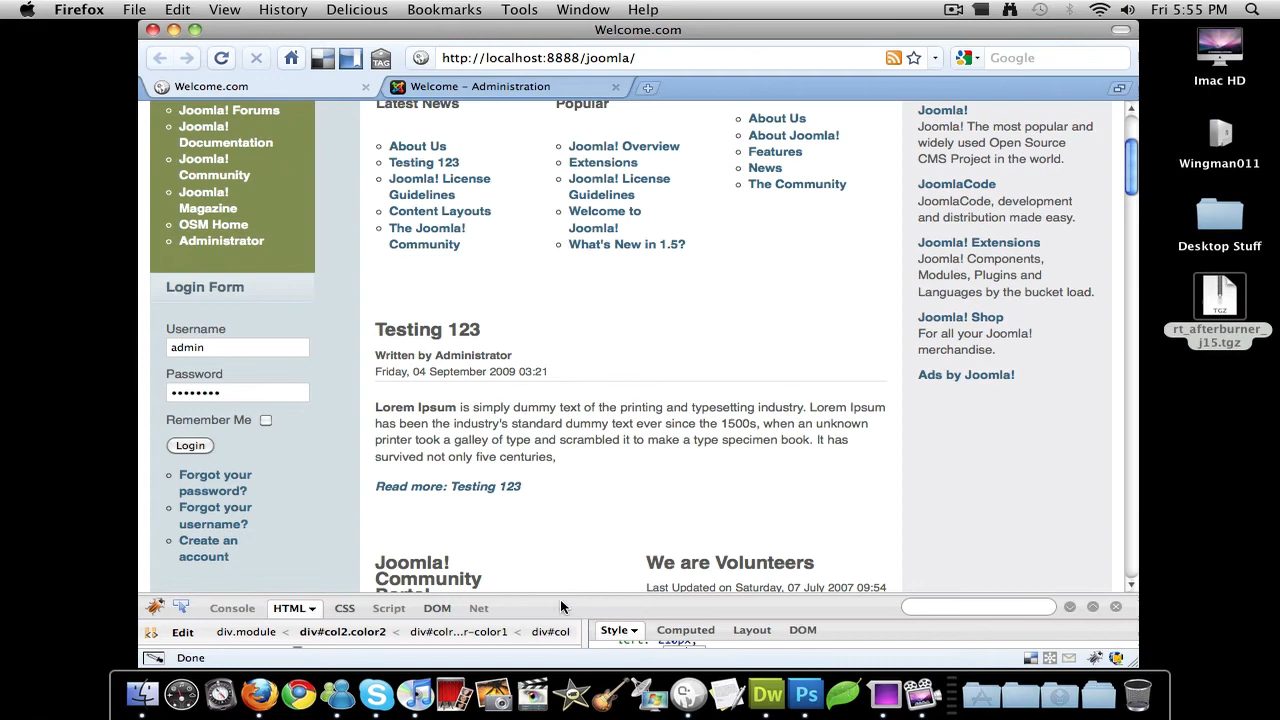 Firefox File Edit View History Delicious Bookmarks Tools Window Help Fri 5:55 PM
Welcome.com
TAG http://localhost:8888/joomla/ Google
Welcome.com Welcome - Administration
Joomla! Forums
Joomla!
Documentation
Joomla!
Community
Joomla!
Magazine
OSM Home
Administrator
Login Form
Username
admin
Password
••••••••
Remember Me
Login
Forgot your
password?
Forgot your
username?
Create an
account
Latest News
About Us
Testing 123
Joomla! License
Guidelines
Content Layouts
The Joomla!
Community
Popular
Joomla! Overview
Extensions
Joomla! License
Guidelines
Welcome to
Joomla!
What's New in 1.5?
About Us
About Joomla!
Features
News
The Community
Testing 123
Written by Administrator
Friday, 04 September 2009 03:21
Lorem Ipsum is simply dummy text of the printing and typesetting industry. Lorem Ipsum
has been the industry's standard dummy text ever since the 1500s, when an unknown
printer took a galley of type and scrambled it to make a type specimen book. It has
survived not only five centuries,
Read more: Testing 123
Joomla!
Community
We are Volunteers
Last Updated on Saturday, 07 July 2007 09:54
Joomla!
Joomla! The most popular and
widely used Open Source
CMS Project in the world.
JoomlaCode
JoomlaCode, development
and distribution made easy.
Joomla! Extensions
Joomla! Components,
Modules, Plugins and
Languages by the bucket load.
Joomla! Shop
For all your Joomla!
merchandise.
Ads by Joomla!
Console HTML CSS Script DOM Net
Edit div.module < div#col2.color2 < div#colr...r-color1 < div#col
Style Computed Layout DOM
Done
Imac HD
Wingman011
Desktop Stuff
TGZ
rt_afterburner_
j15.tgz
Dw Ps